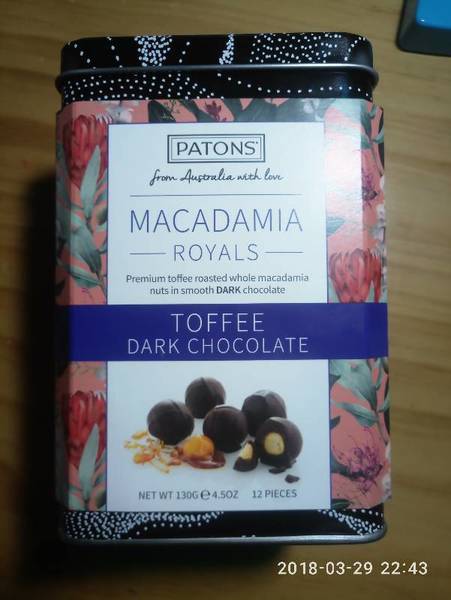 PATONS®
from Australia with love
MACADAMIA
ROYALS
Premium toffee roasted whole macadamia
nuts in smooth DARK chocolate
TOFFEE
DARK CHOCOLATE
NET WT 130G ℮ 4.5OZ 12 PIECES
2018-03-29 22:43